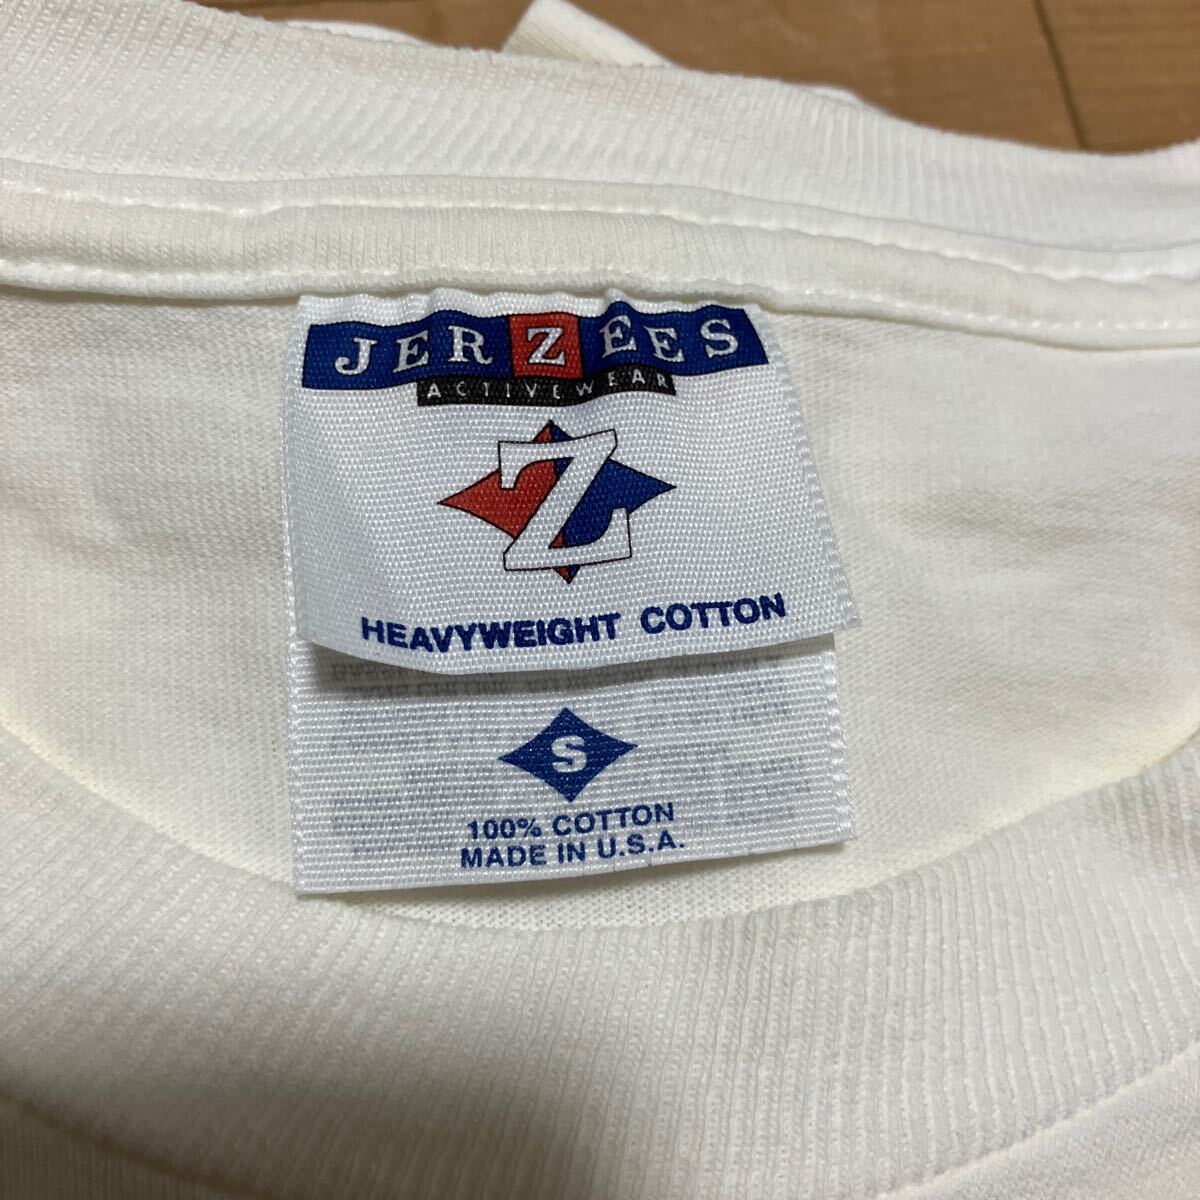 JERZEES
ACTIVEWEAR
Z
HEAVYWEIGHT COTTON
S
100% COTTON
MADE IN U.S.A.